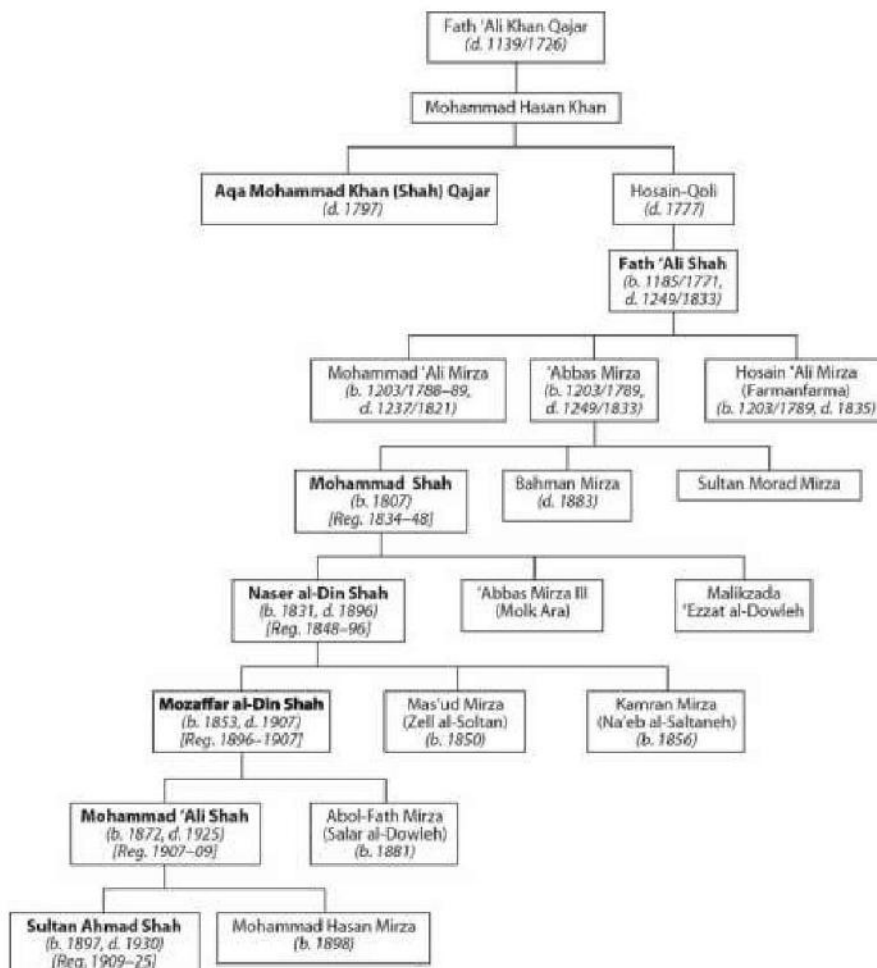 Fath ‘Ali Khan Qajar
(d. 1139/1726)
Mohammad Hasan Khan
Aqa Mohammad Khan (Shah) Qajar
(d. 1797)
Hosain-Qoli
(d. 1777)
Fath ‘Ali Shah
(b. 1185/1771,
d. 1249/1833)
Mohammad ‘Ali Mirza
(b. 1203/1788–89,
d. 1237/1821)
‘Abbas Mirza
(b. 1203/1789,
d. 1249/1833)
Hosain ‘Ali Mirza
(Farmanfarma)
(b. 1203/1789, d. 1835)
Mohammad Shah
(b. 1807)
[Reg. 1834–48]
Bahman Mirza
(d. 1883)
Sultan Morad Mirza
Naser al-Din Shah
(b. 1831, d. 1896)
[Reg. 1848–96]
‘Abbas Mirza III
(Molk Ara)
Malikzada
‘Ezzat al-Dowleh
Mozaffar al-Din Shah
(b. 1853, d. 1907)
[Reg. 1896–1907]
Mas‘ud Mirza
(Zell al-Soltan)
(b. 1850)
Kamran Mirza
(Na’eb al-Saltaneh)
(b. 1856)
Mohammad ‘Ali Shah
(b. 1872, d. 1925)
[Reg. 1907–09]
Abol-Fath Mirza
(Salar al-Dowleh)
(b. 1881)
Sultan Ahmad Shah
(b. 1897, d. 1930)
(Reg. 1909–25]
Mohammad Hasan Mirza
(b. 1898)